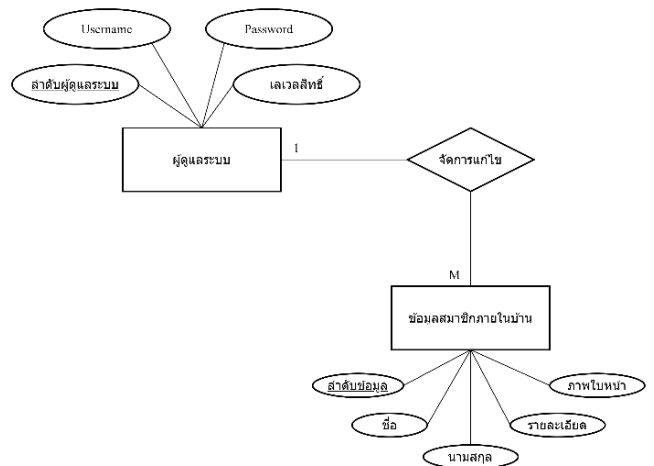 Username
Password
ลำดับผู้ดูแลระบบ
เลเวลสิทธิ์
ผู้ดูแลระบบ
1
จัดการแก้ไข
M
ข้อมูลสมาชิกภายในบ้าน
ลำดับข้อมูล
ภาพใบหน้า
ชื่อ
รายละเอียด
นามสกุล